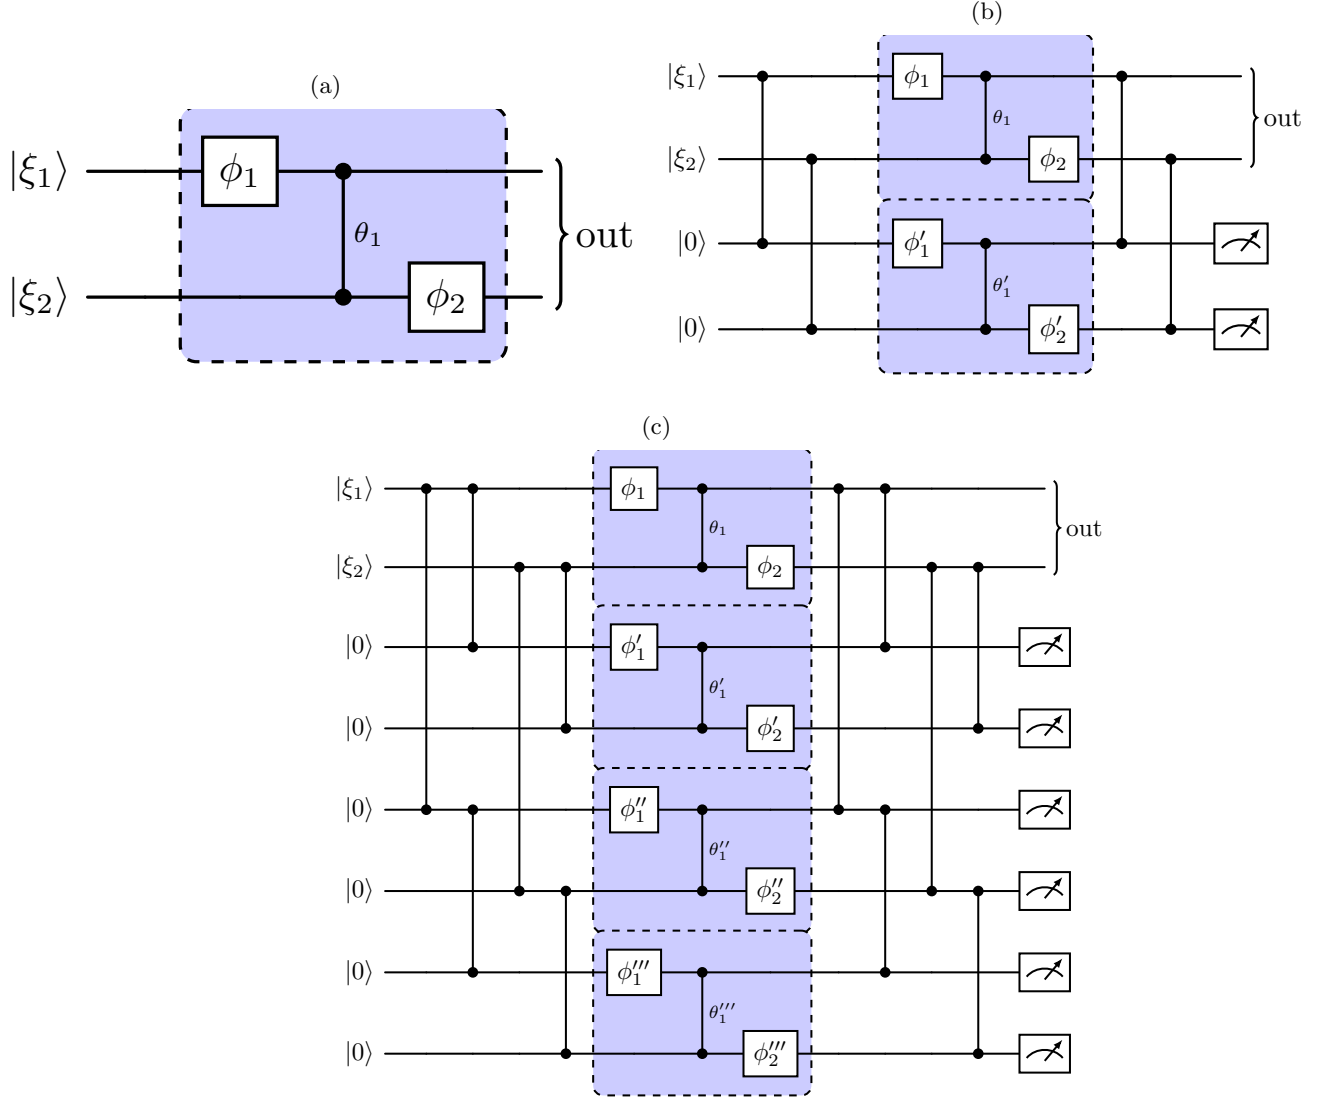 (a)
|ξ₁⟩ ϕ₁
θ₁ out
|ξ₂⟩ ϕ₂
(b)
|ξ₁⟩ ϕ₁
θ₁ out
|ξ₂⟩ ϕ₂
|0⟩ ϕ′₁
θ′₁
|0⟩ ϕ′₂
(c)
|ξ₁⟩ ϕ₁
θ₁ out
|ξ₂⟩ ϕ₂
|0⟩ ϕ′₁
θ′₁
|0⟩ ϕ′₂
|0⟩ ϕ″₁
θ″₁
|0⟩ ϕ″₂
|0⟩ ϕ‴₁
θ‴₁
|0⟩ ϕ‴₂